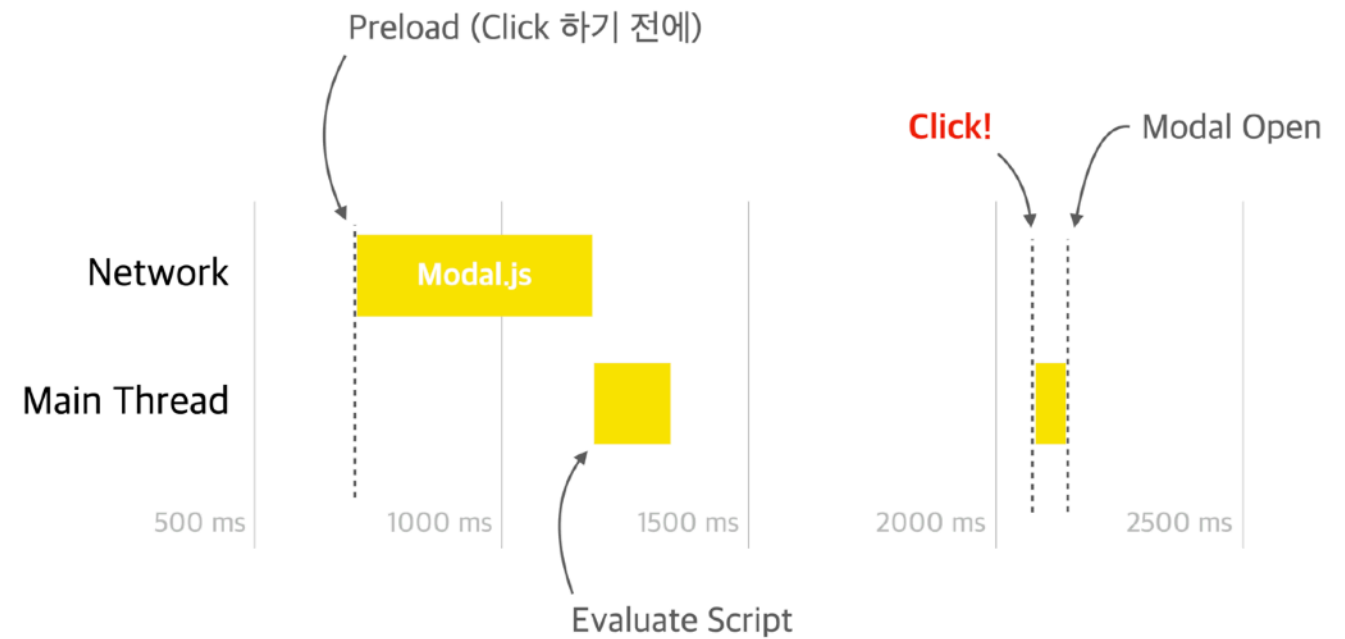 Preload (Click 하기 전에)
Click!
Modal Open
Network
Modal.js
Main Thread
500 ms
1000 ms
1500 ms
2000 ms
2500 ms
Evaluate Script